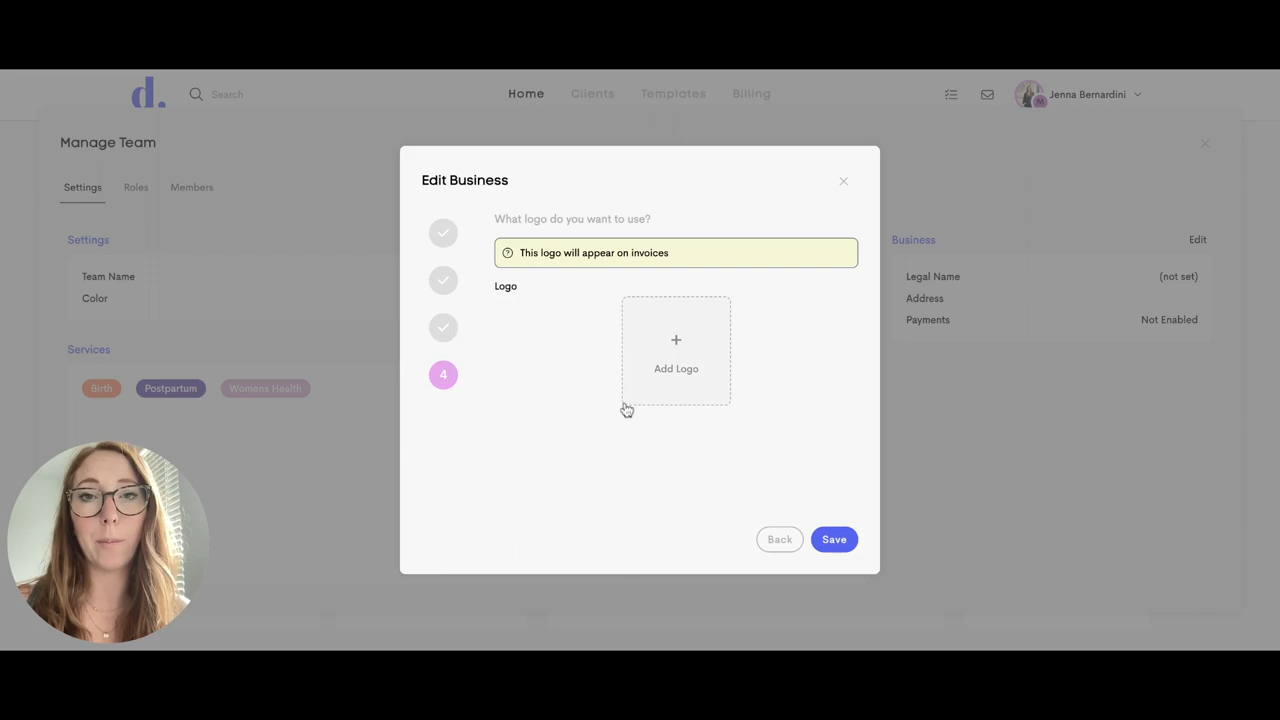 d.
Search
Home
Clients
Templates
Billing
M
Jenna Bernardini
Manage Team
Settings
Roles
Members
Settings
Team Name
Color
Services
Birth
Postpartum
Womens Health
Edit Business
What logo do you want to use?
This logo will appear on invoices
Logo
+
Add Logo
4
Back
Save
Business
Edit
Legal Name
(not set)
Address
Payments
Not Enabled